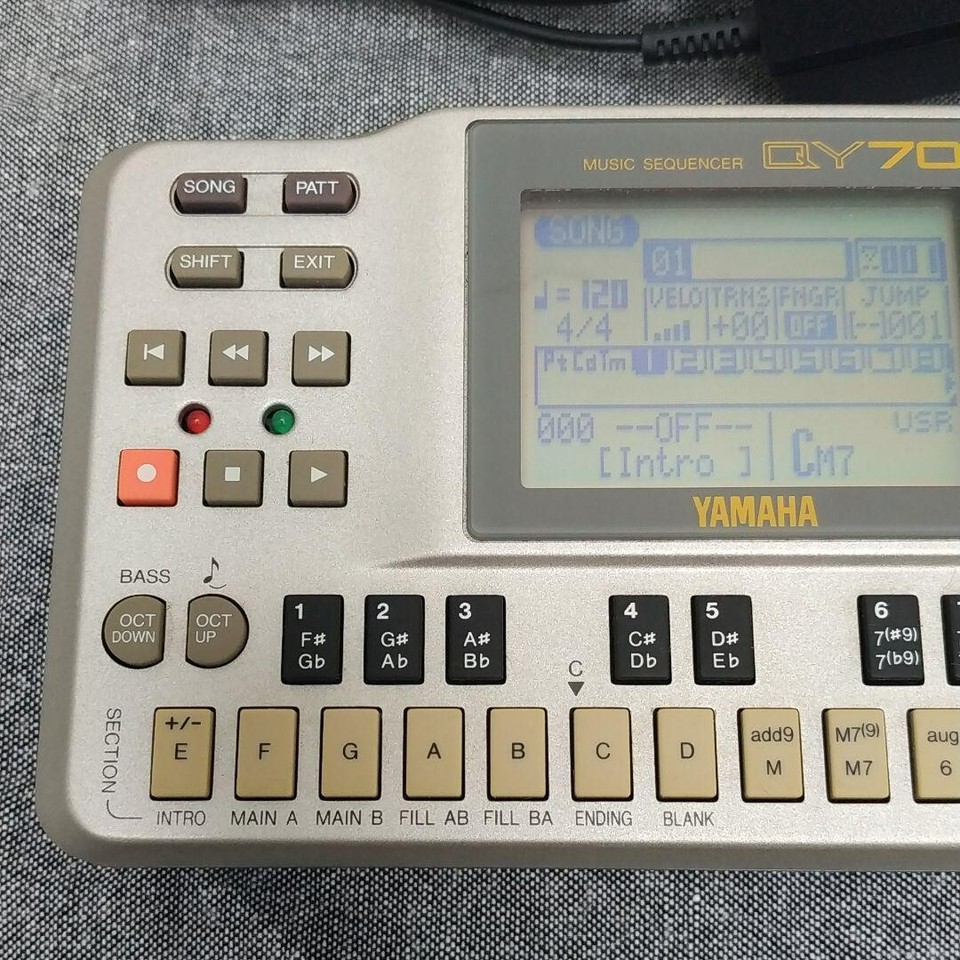 MUSIC SEQUENCER QY70
SONG PATT
SHIFT EXIT
SONG
01 001
♩= 120 VELO TRNS FNGR JUMP
4/4 +00 OFF [--]001
PtCdTm 1 2 3 4 5 6 7 8
000 --OFF-- USR
[Intro ] CM7
YAMAHA
BASS ♪
OCT DOWN
OCT UP
1 F# Gb
2 G# Ab
3 A# Bb
4 C# Db
5 D# Eb
6 7(#9) 7(b9)
C
SECTION
+/- E
F
G
A
B
C
D
add9 M
M7(9) M7
aug 6
INTRO MAIN A MAIN B FILL AB FILL BA ENDING BLANK